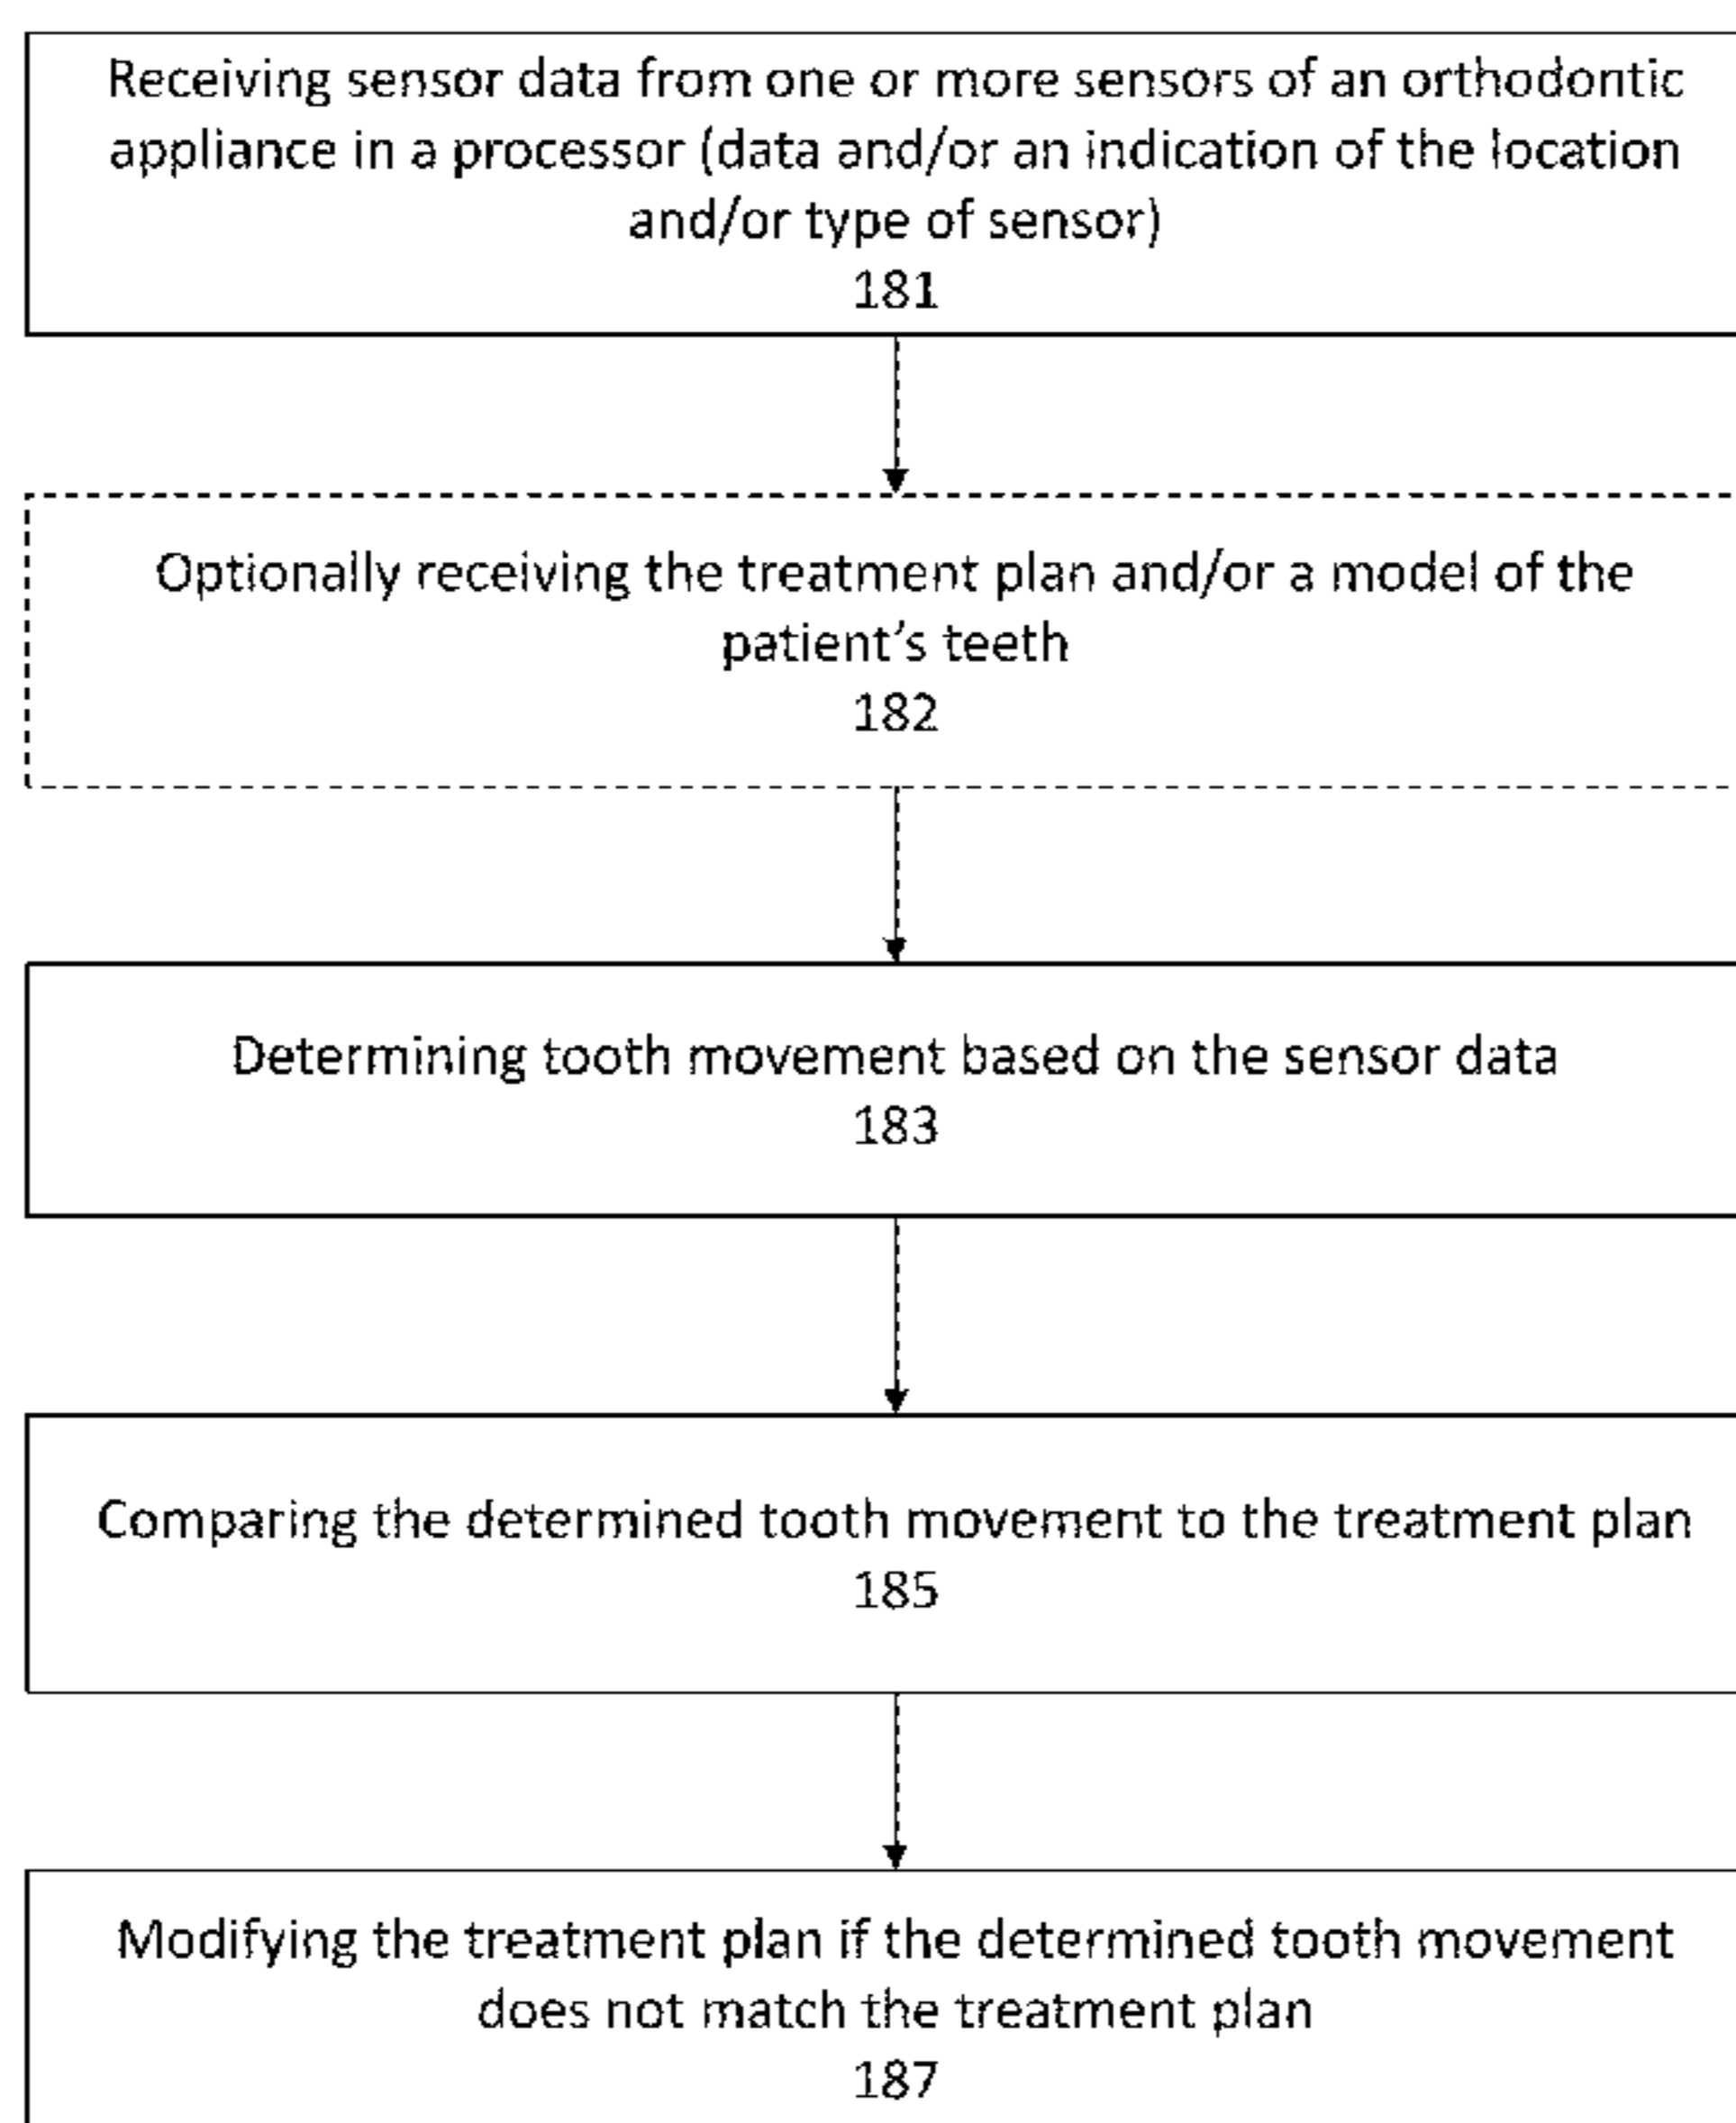 Receiving sensor data from one or more sensors of an orthodontic
appliance in a processor (data and/or an indication of the location
and/or type of sensor)
181
Optionally receiving the treatment plan and/or a model of the
patient's teeth
182
Determining tooth movement based on the sensor data
183
Comparing the determined tooth movement to the treatment plan
185
Modifying the treatment plan if the determined tooth movement
does not match the treatment plan
187